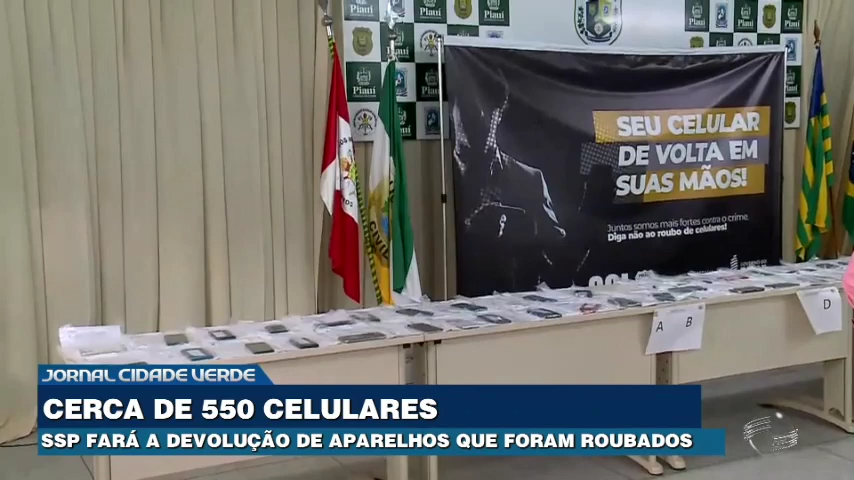 Piauí
Piauí
Piauí
Piauí
Piauí
SEU CELULAR
DE VOLTA EM
SUAS MÃOS!
Juntos somos mais fortes contra o crime,
Diga não ao roubo de celulares!
A
B
D
JORNAL CIDADE VERDE
CERCA DE 550 CELULARES
SSP FARÁ A DEVOLUÇÃO DE APARELHOS QUE FORAM ROUBADOS